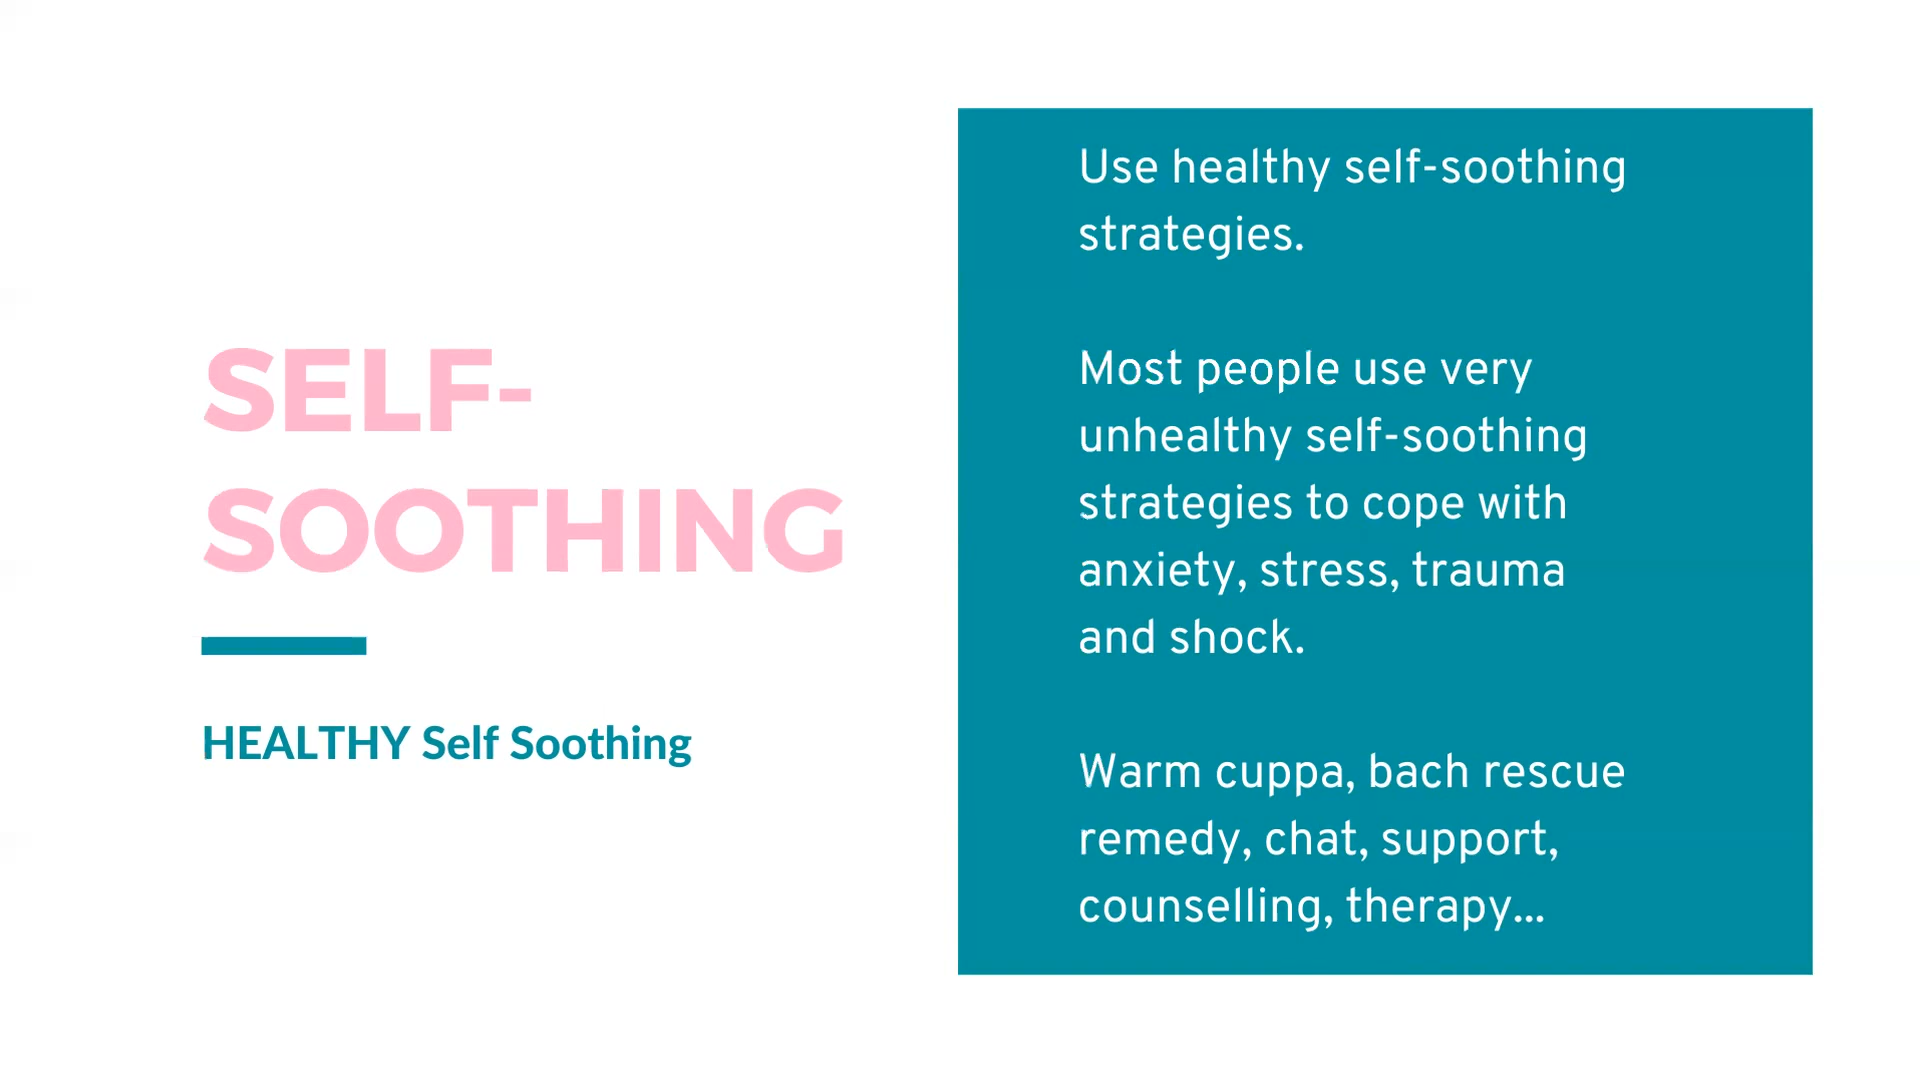 SELF-
SOOTHING
HEALTHY Self Soothing
Use healthy self-soothing
strategies.
Most people use very
unhealthy self-soothing
strategies to cope with
anxiety, stress, trauma
and shock.
Warm cuppa, bach rescue
remedy, chat, support,
counselling, therapy...